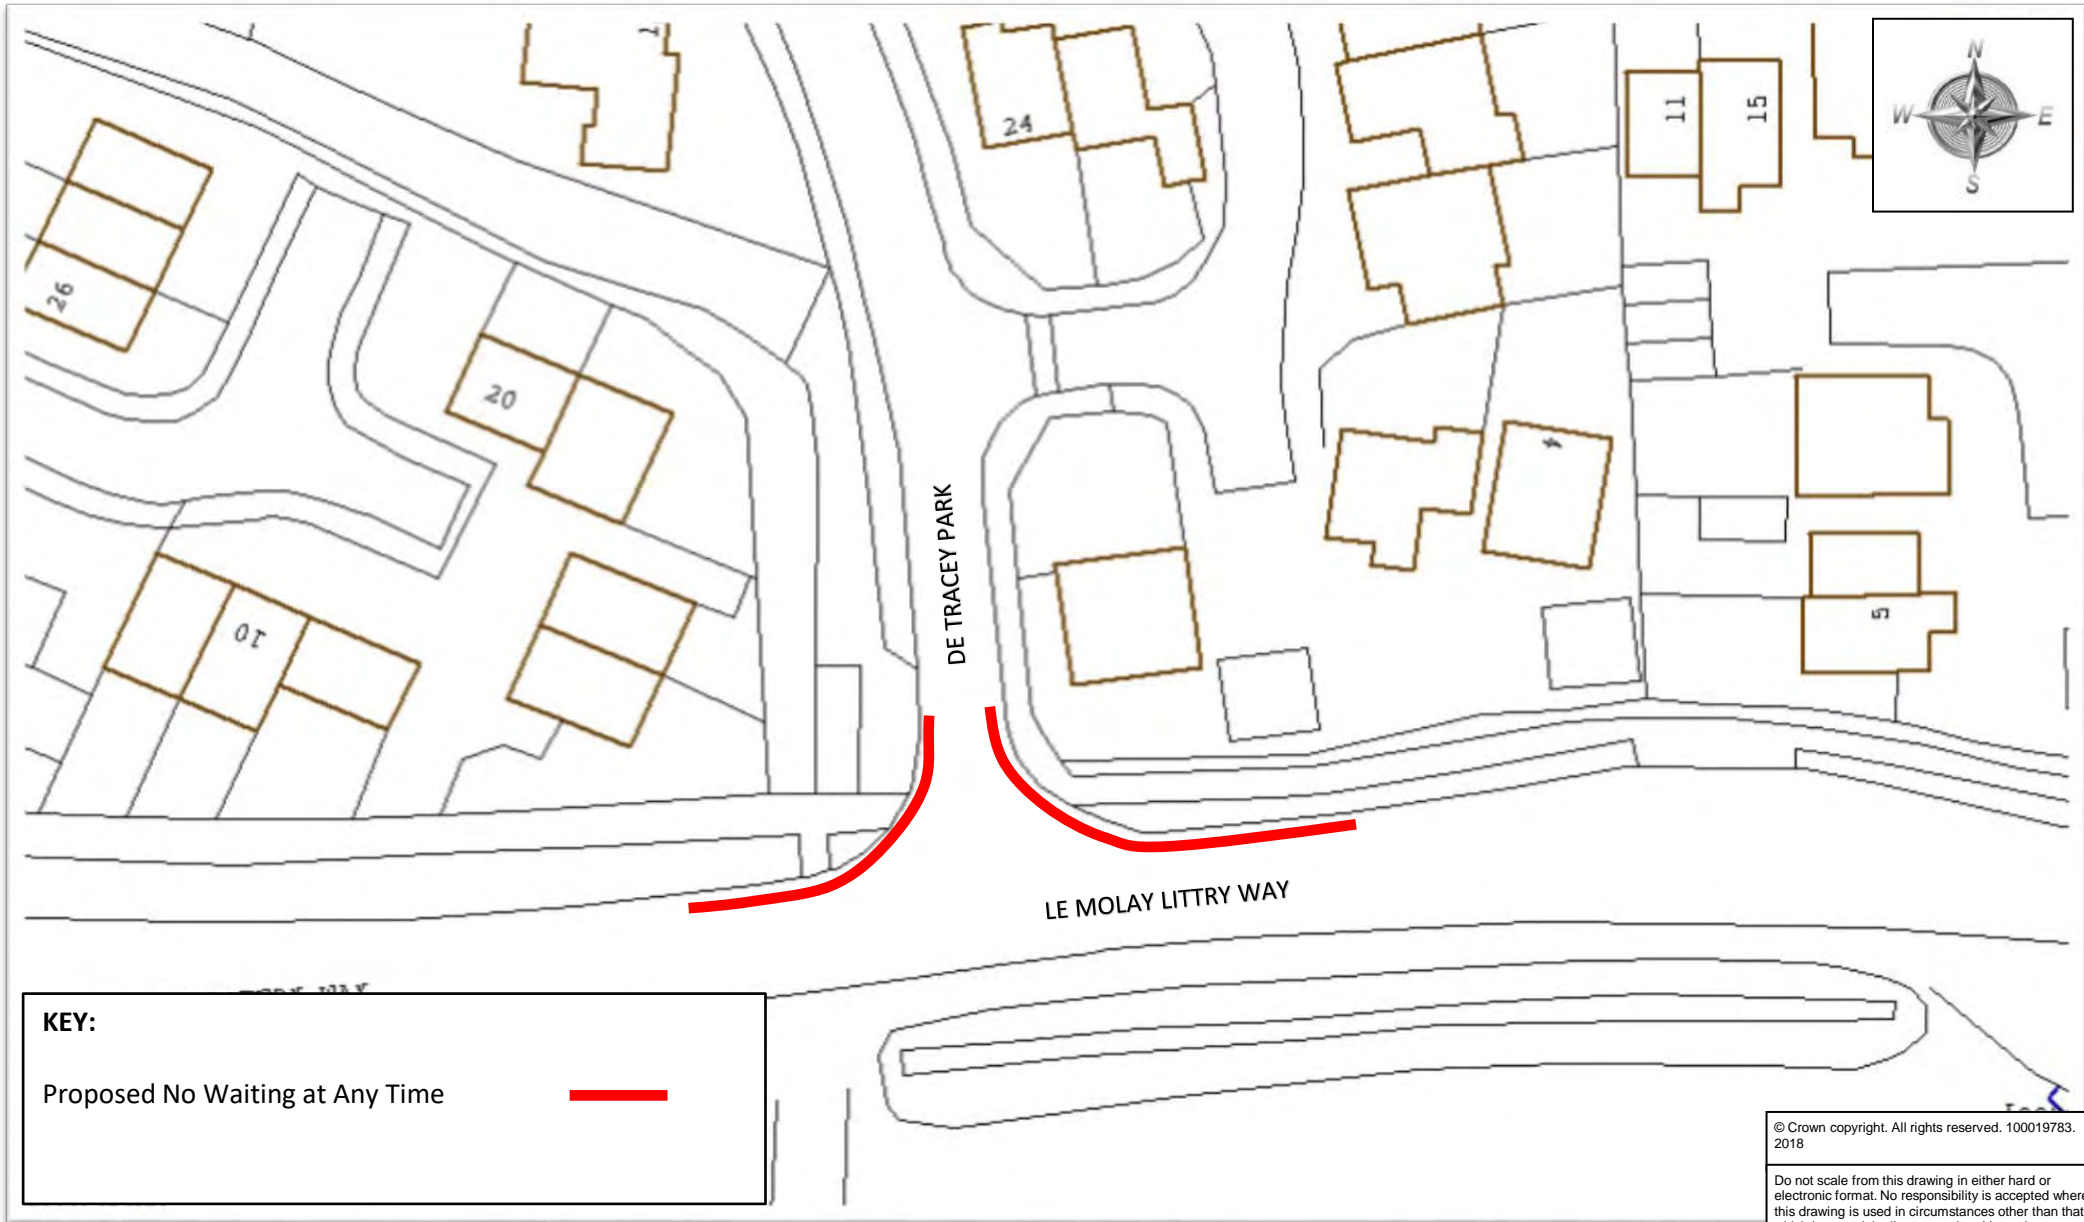 N
W
E
S
11
15
24
26
20
4
10
5
DE TRACEY PARK
LE MOLAY LITTRY WAY
KEY:
Proposed No Waiting at Any Time
© Crown copyright. All rights reserved. 100019783.
2018
Do not scale from this drawing in either hard or
electronic format. No responsibility is accepted where
this drawing is used in circumstances other than that